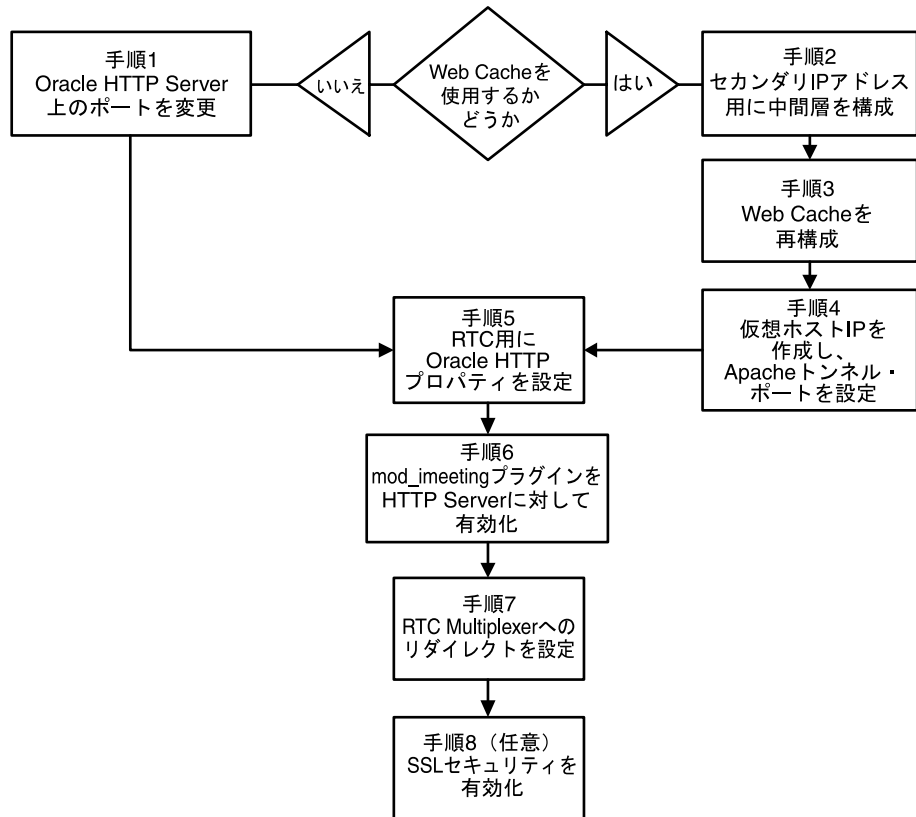 手順1
Oracle HTTP Server
上のポートを変更
いいえ
Web Cacheを
使用するか
どうか
はい
手順2
セカンダリIPアドレス
用に中間層を構成
手順3
Web Cacheを
再構成
手順4
仮想ホストIPを
作成し、
Apacheトンネル・
ポートを設定
手順5
RTC用に
Oracle HTTP
プロパティを設定
手順6
mod_imeetingプラグインを
HTTP Serverに対して
有効化
手順7
RTC Multiplexerへの
リダイレクトを設定
手順8（任意）
SSLセキュリティを
有効化